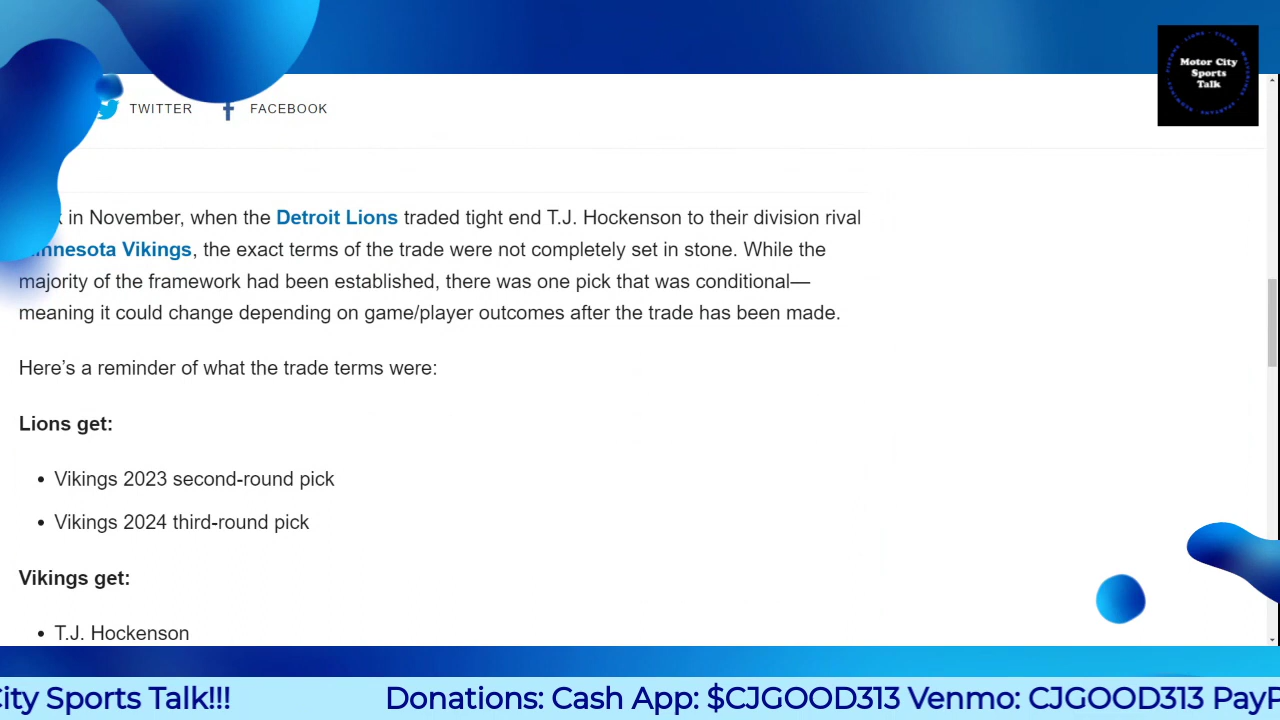 Motor City
Sports
Talk
TWITTER
FACEBOOK
in November, when the Detroit Lions traded tight end T.J. Hockenson to their division rival
Vikings, the exact terms of the trade were not completely set in stone. While the
majority of the framework had been established, there was one pick that was conditional—
meaning it could change depending on game/player outcomes after the trade has been made.
Here’s a reminder of what the trade terms were:
Lions get:
• Vikings 2023 second-round pick
• Vikings 2024 third-round pick
Vikings get:
• T.J. Hockenson
City Sports Talk!!! Donations: Cash App: $CJGOOD313 Venmo: CJGOOD313 PayP